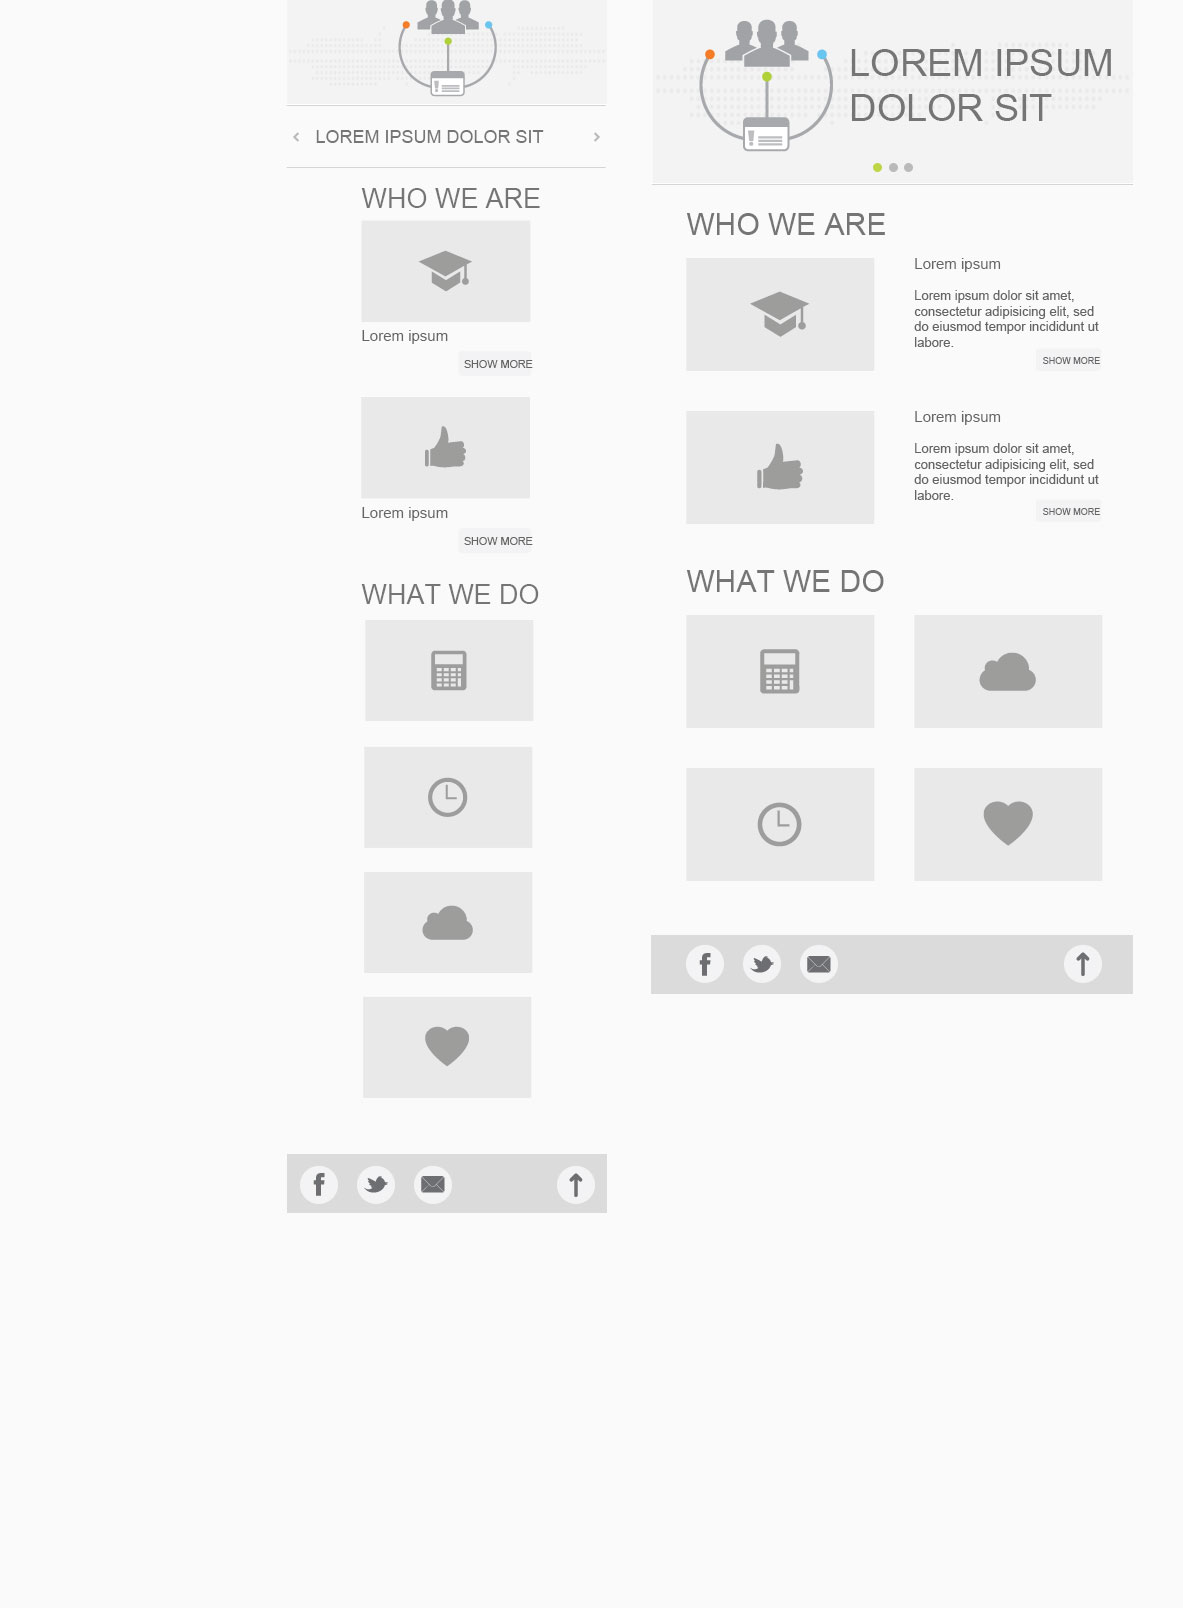 LOREM IPSUM DOLOR SIT
WHO WE ARE
Lorem ipsum
SHOW MORE
Lorem ipsum
SHOW MORE
WHAT WE DO
LOREM IPSUM
DOLOR SIT
WHO WE ARE
Lorem ipsum
Lorem ipsum dolor sit amet,
consectetur adipisicing elit, sed
do eiusmod tempor incididunt ut
labore.
SHOW MORE
Lorem ipsum
Lorem ipsum dolor sit amet,
consectetur adipisicing elit, sed
do eiusmod tempor incididunt ut
labore.
SHOW MORE
WHAT WE DO